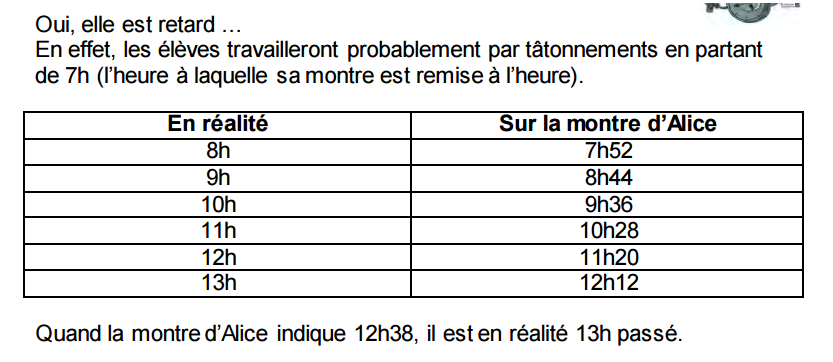 Oui, elle est retard …
En effet, les élèves travailleront probablement par tâtonnements en partant
de 7h (l’heure à laquelle sa montre est remise à l’heure).
En réalité Sur la montre d’Alice
8h 7h52
9h 8h44
10h 9h36
11h 10h28
12h 11h20
13h 12h12
Quand la montre d’Alice indique 12h38, il est en réalité 13h passé.